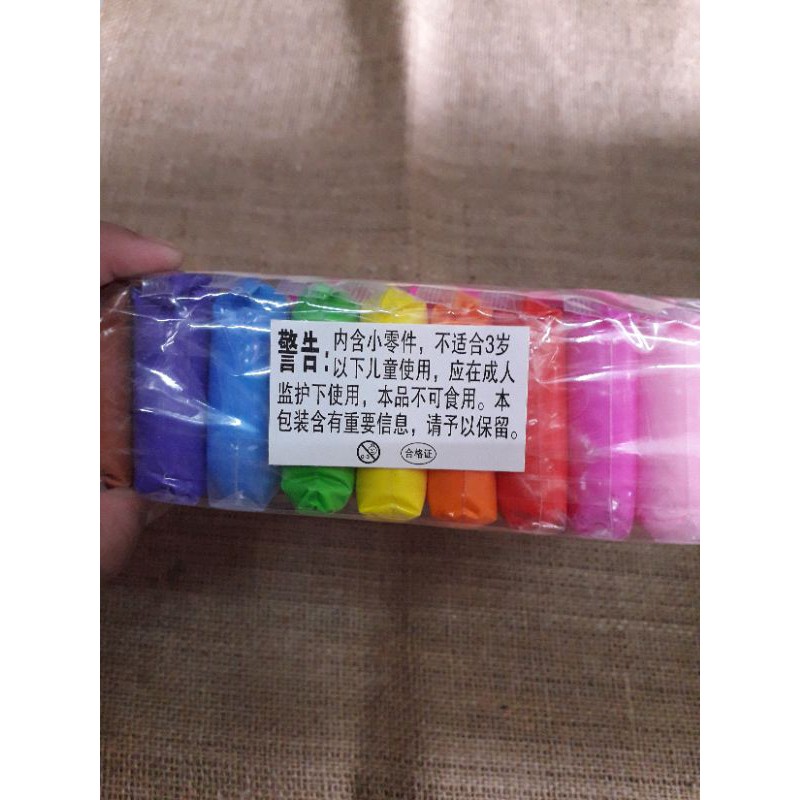 警告：内含小零件，不适合3岁
以下儿童使用，应在成人
监护下使用，本品不可食用。本
包装含有重要信息，请予以保留。
0-3 合格证